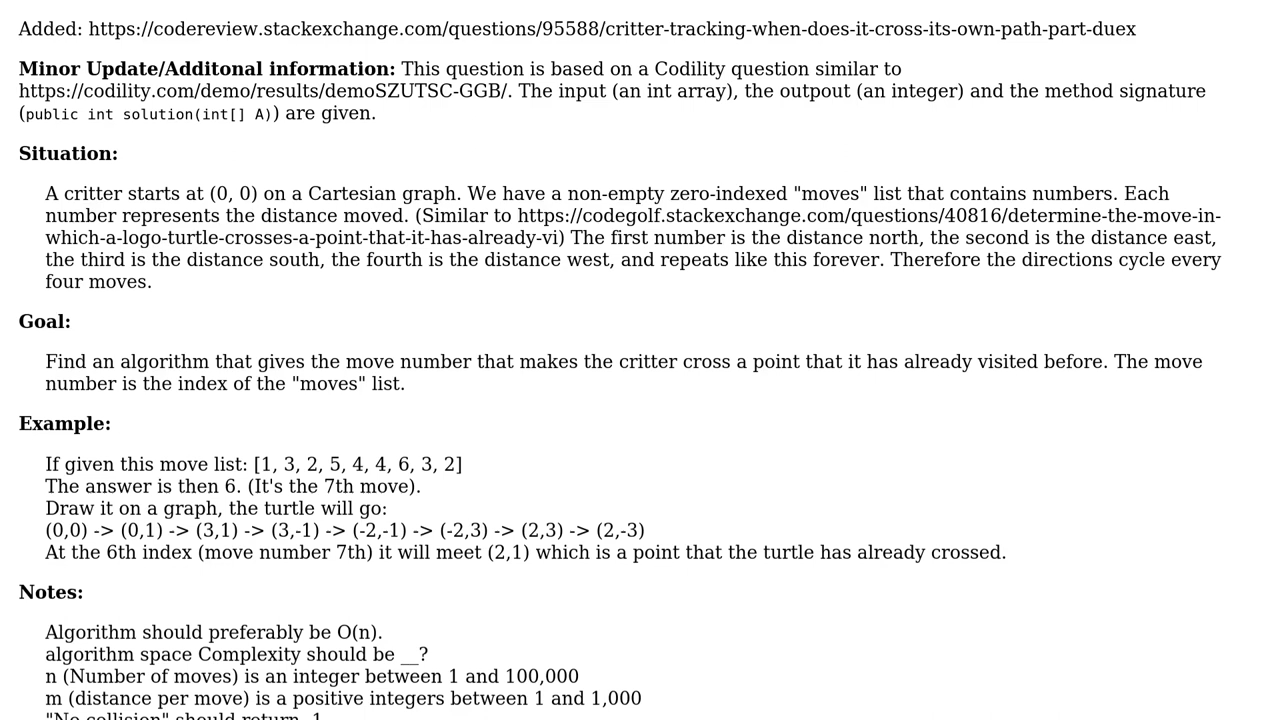 Added: https://codereview.stackexchange.com/questions/95588/critter-tracking-when-does-it-cross-its-own-path-part-duex
Minor Update/Additonal information: This question is based on a Codility question similar to
https://codility.com/demo/results/demoSZUTSC-GGB/. The input (an int array), the outpout (an integer) and the method signature
(public int solution(int[] A)) are given.
Situation:
A critter starts at (0, 0) on a Cartesian graph. We have a non-empty zero-indexed "moves" list that contains numbers. Each
number represents the distance moved. (Similar to https://codegolf.stackexchange.com/questions/40816/determine-the-move-in-
which-a-logo-turtle-crosses-a-point-that-it-has-already-vi) The first number is the distance north, the second is the distance east,
the third is the distance south, the fourth is the distance west, and repeats like this forever. Therefore the directions cycle every
four moves.
Goal:
Find an algorithm that gives the move number that makes the critter cross a point that it has already visited before. The move
number is the index of the "moves" list.
Example:
If given this move list: [1, 3, 2, 5, 4, 4, 6, 3, 2]
The answer is then 6. (It's the 7th move).
Draw it on a graph, the turtle will go:
(0,0) -> (0,1) -> (3,1) -> (3,-1) -> (-2,-1) -> (-2,3) -> (2,3) -> (2,-3)
At the 6th index (move number 7th) it will meet (2,1) which is a point that the turtle has already crossed.
Notes:
Algorithm should preferably be O(n).
algorithm space Complexity should be __?
n (Number of moves) is an integer between 1 and 100,000
m (distance per move) is a positive integers between 1 and 1,000
"No collision" should return -1